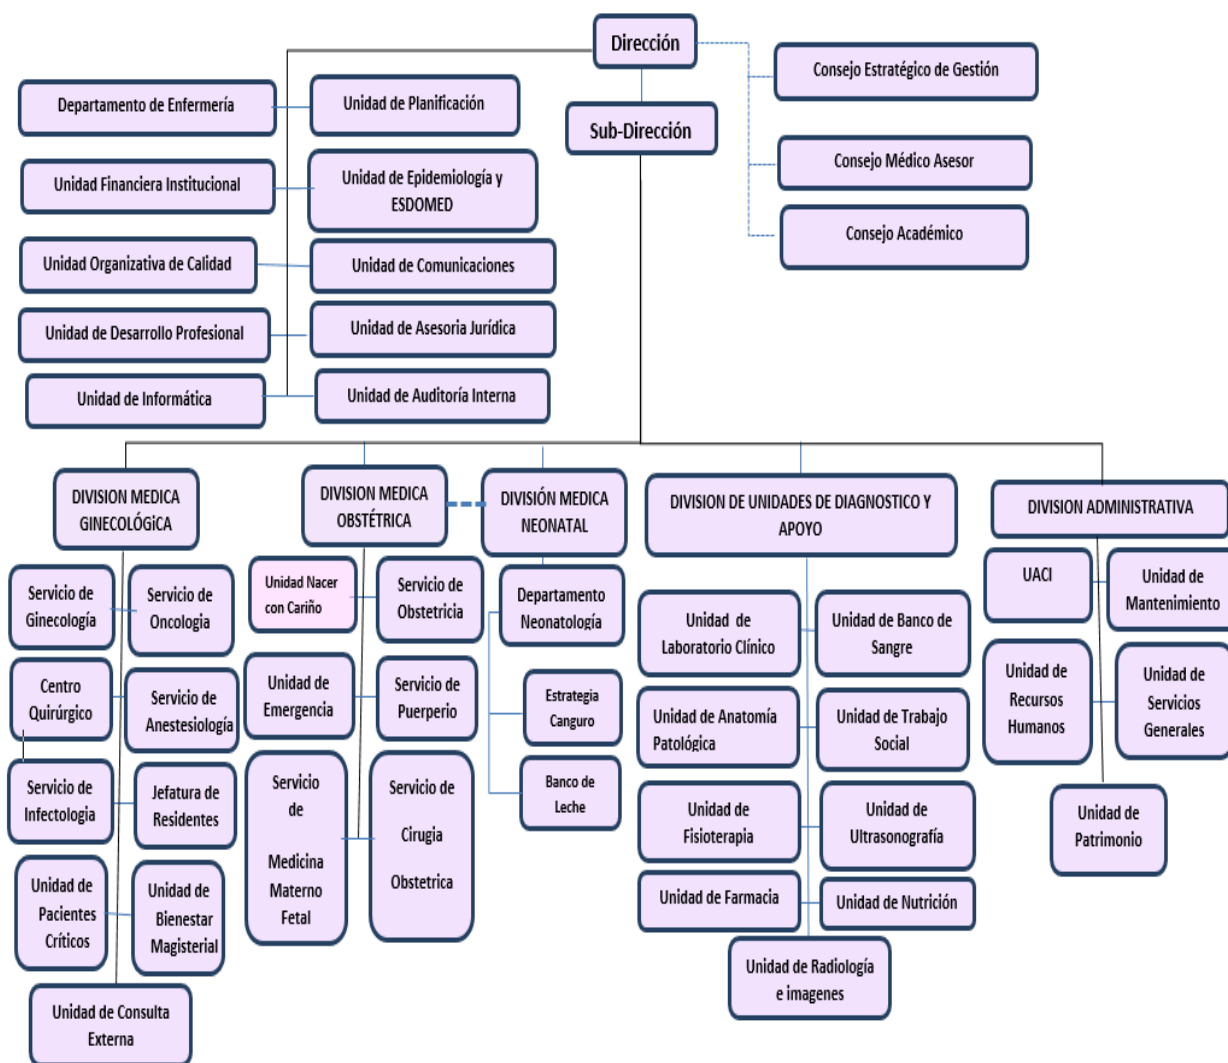 Dirección
Consejo Estratégico de Gestión
Departamento de Enfermería
Unidad de Planificación
Sub-Dirección
Consejo Médico Asesor
Unidad Financiera Institucional
Unidad de Epidemiología y
ESDOMED
Consejo Académico
Unidad Organizativa de Calidad
Unidad de Comunicaciones
Unidad de Desarrollo Profesional
Unidad de Asesoria Jurídica
Unidad de Informática
Unidad de Auditoría Interna
DIVISION MEDICA
GINECOLÓGiCA
DIVISION MEDICA
OBSTÉTRICA
DIVISIÓN MEDICA
NEONATAL
DIVISION DE UNIDADES DE DIAGNOSTICO Y
APOYO
DIVISION ADMINISTRATIVA
Servicio de
Ginecología
Servicio de
Oncologia
Centro
Quirúrgico
Servicio de
Anestesiología
Servicio de
Infectologia
Jefatura de
Residentes
Unidad de
Pacientes
Críticos
Unidad de
Bienestar
Magisterial
Unidad de Consulta
Externa
Unidad Nacer
con Cariño
Servicio de
Obstetricia
Unidad de
Emergencia
Servicio de
Puerperio
Servicio
de
Medicina
Materno
Fetal
Servicio de
Cirugia
Obstetrica
Departamento
Neonatología
Estrategia
Canguro
Banco de
Leche
Unidad de
Laboratorio Clínico
Unidad de Banco de
Sangre
Unidad de Anatomía
Patológica
Unidad de Trabajo
Social
Unidad de
Fisioterapia
Unidad de
Ultrasonografía
Unidad de Farmacia
Unidad de Nutrición
Unidad de Radiología
e imagenes
UACI
Unidad de
Mantenimiento
Unidad de
Recursos
Humanos
Unidad de
Servicios
Generales
Unidad de
Patrimonio